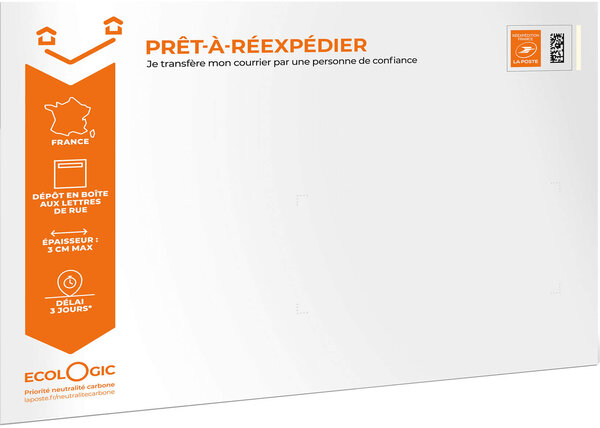 PRÊT-À-RÉEXPÉDIER
Je transfère mon courrier par une personne de confiance
RÉEXPÉDITION
FRANCE
LA POSTE
FRANCE
DÉPÔT EN BOÎTE
AUX LETTRES
DE RUE
ÉPAISSEUR :
3 CM MAX
DÉLAI
3 JOURS*
ECOLOGIC
Priorité neutralité carbone
laposte.fr/neutralitecarbone